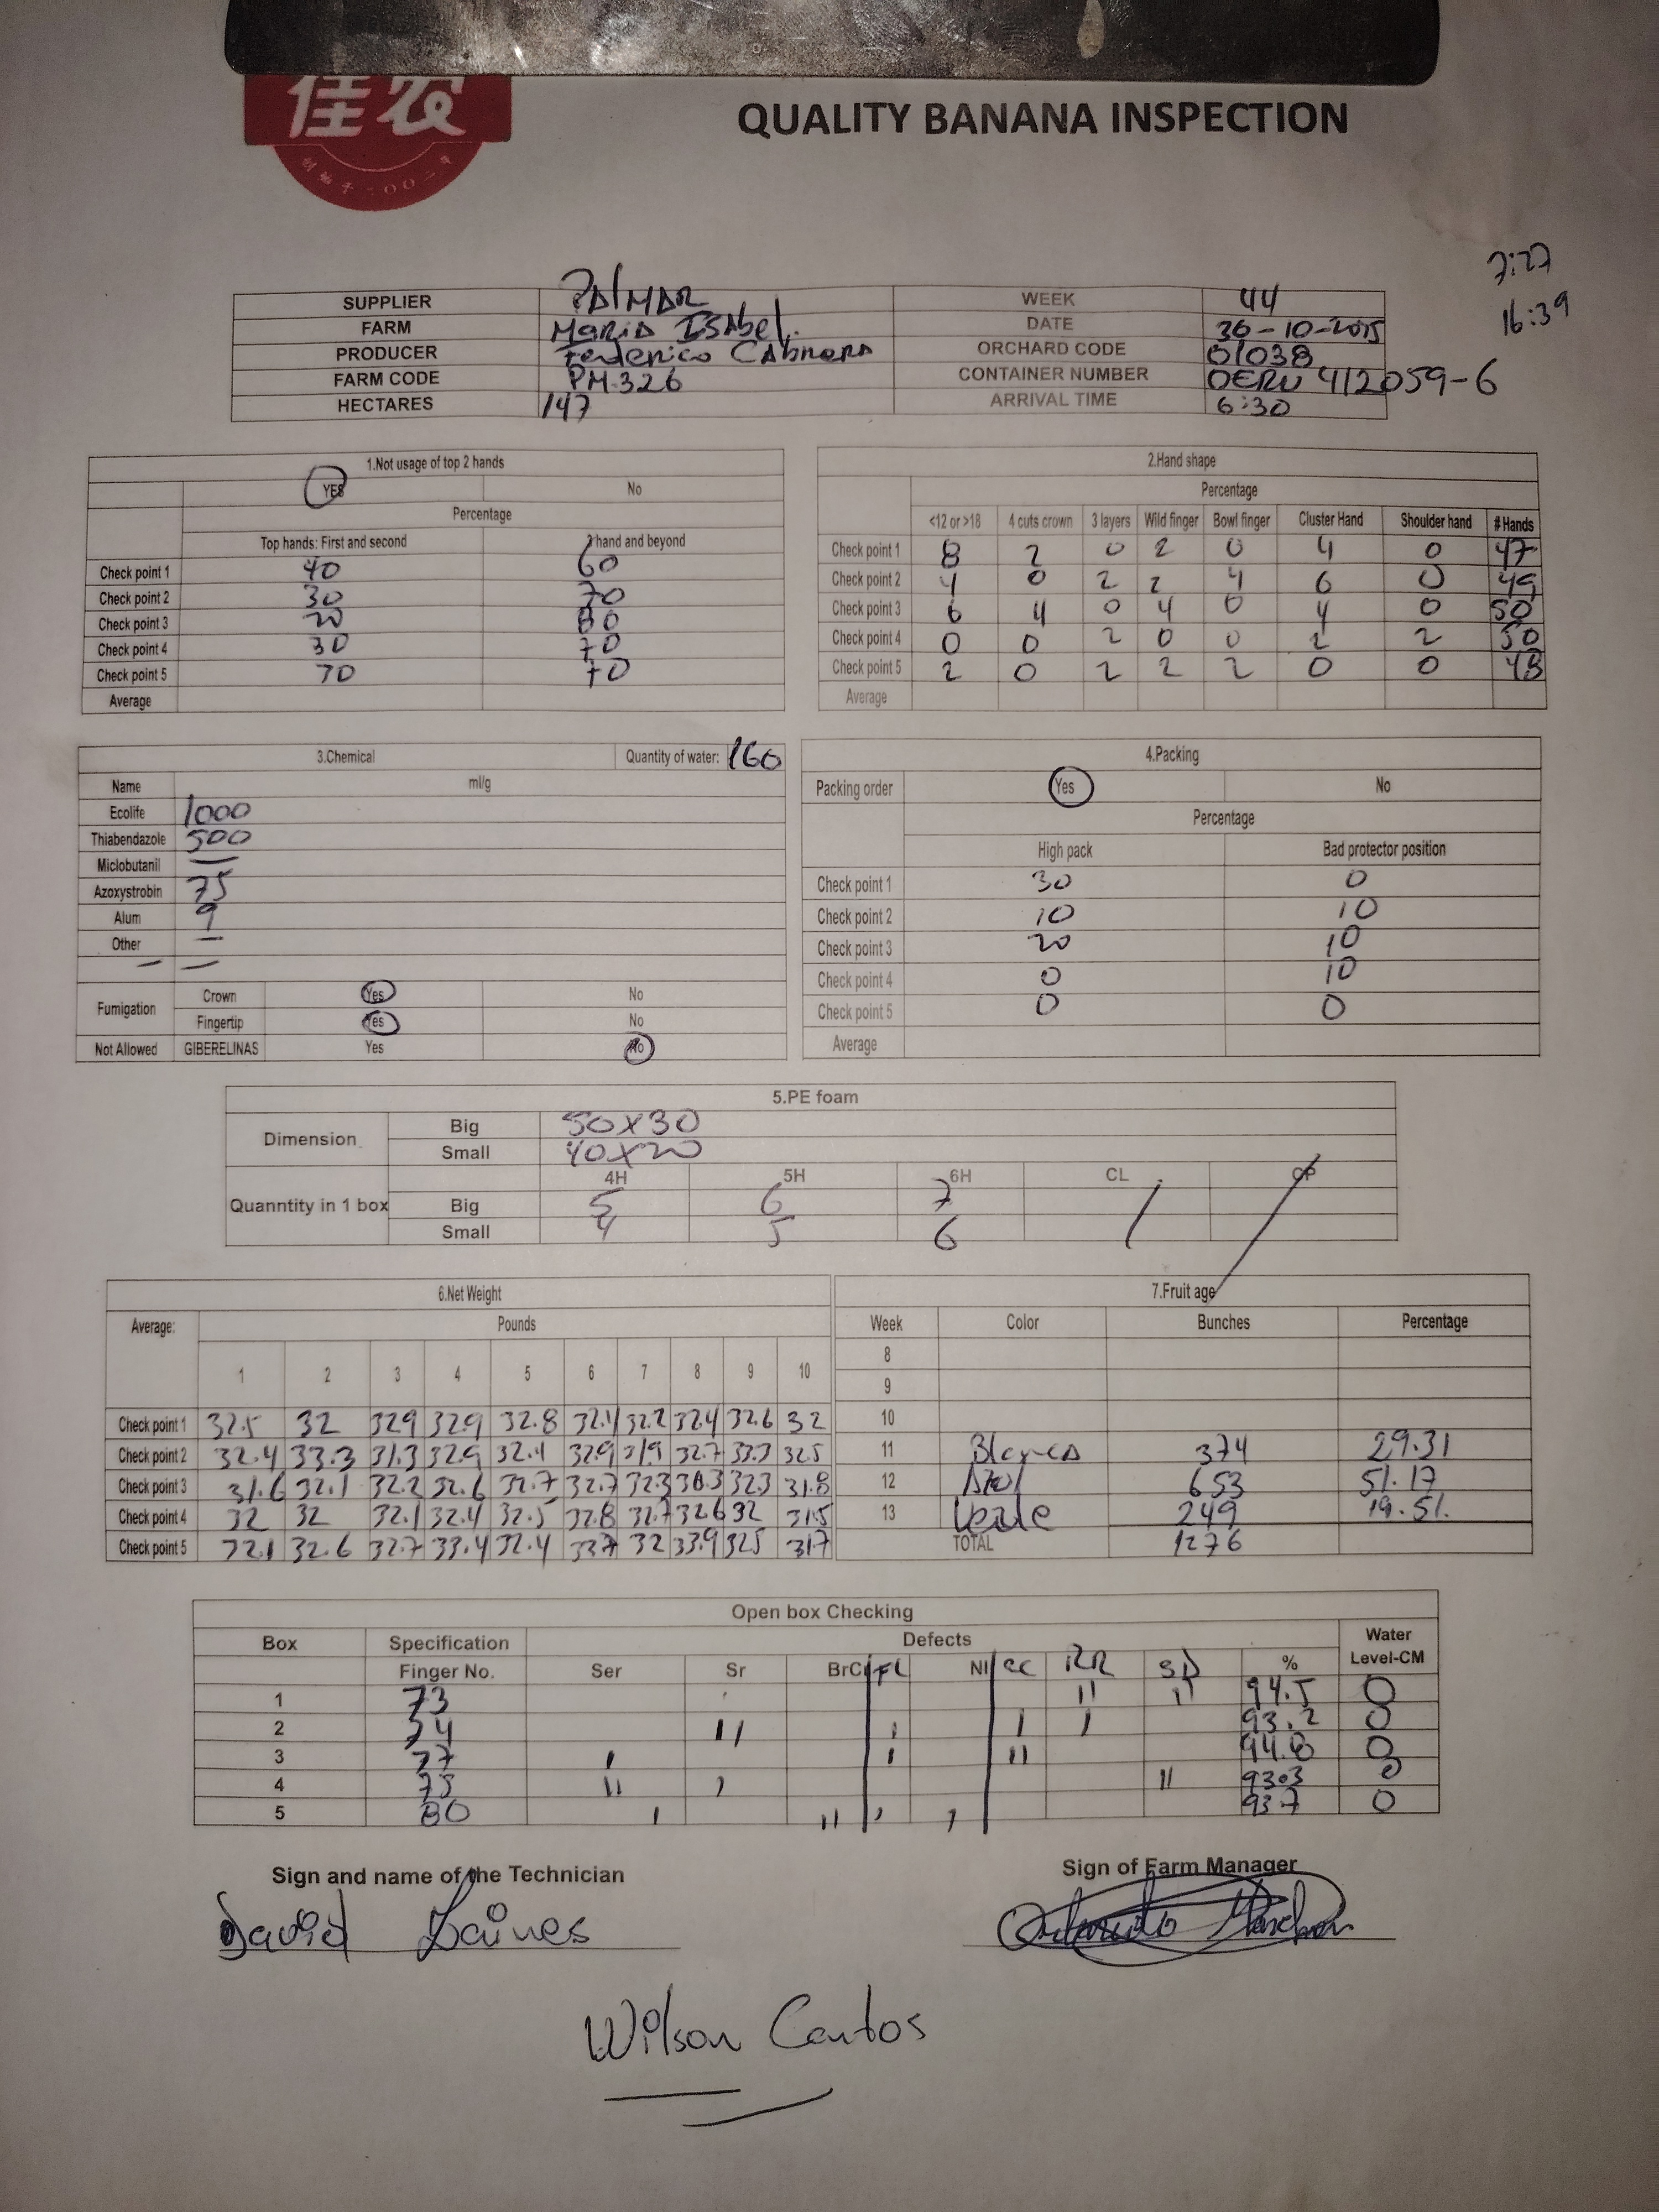 佳农
QUALITY BANANA INSPECTION
7:27
16:39
SUPPLIER PAlMAR WEEK 44
FARM MARIA ISAbel. DATE 30-10-2025
PRODUCER Federico CAbrera ORCHARD CODE 01038
FARM CODE PM-326 CONTAINER NUMBER OERU 412059-6
HECTARES 147 ARRIVAL TIME 6:30
1.Not usage of top 2 hands
YES No
Percentage
Top hands: First and second hand and beyond
Check point 1 40 60
Check point 2 30 70
Check point 3 20 80
Check point 4 30 70
Check point 5 70 70
Average
2.Hand shape
Percentage
<12 or >18 4 cuts crown 3 layers Wild finger Bowl finger Cluster Hand Shoulder hand # Hands
Check point 1 8 2 0 2 0 4 0 47
Check point 2 4 0 2 2 4 6 0 49
Check point 3 6 4 0 4 0 4 0 50
Check point 4 0 0 2 0 0 2 2 50
Check point 5 2 0 2 2 2 0 0 48
Average
3.Chemical Quantity of water: 160
Name ml/g
Ecolife 1000
Thiabendazole 500
Miclobutanil —
Azoxystrobin 75
Alum 9
Other —
— —
Fumigation Crown Yes No
Fingertip Yes No
Not Allowed GIBERELINAS Yes No
4.Packing
Packing order Yes No
Percentage
High pack Bad protector position
Check point 1 30 0
Check point 2 10 10
Check point 3 20 10
Check point 4 0 10
Check point 5 0 0
Average
5.PE foam
Dimension Big 50X30
Small 40X20
4H 5H 6H CL CP
Quanntity in 1 box Big 5 6 7
Small 4 5 6
6.Net Weight
Average: Pounds
1 2 3 4 5 6 7 8 9 10
Check point 1 32.5 32 32.9 32.9 32.8 32.4 32.2 32.4 32.6 32
Check point 2 32.4 33.3 31.3 32.9 32.4 32.9 31.9 32.7 33.3 32.5
Check point 3 31.6 32.1 32.2 32.6 32.7 32.7 32.3 32.3 31.8
Check point 4 32 32 32.1 32.4 32.5 32.8 32.7 32.6 32 31.5
Check point 5 32.1 32.6 32.7 33.4 32.4 33.7 32 33.9 32.5 31.7
7.Fruit age
Week Color Bunches Percentage
8
9
10
11 Blanca 374 29.31
12 Azul 653 51.17
13 Verde 249 19.51.
TOTAL 1276
Open box Checking
Box Specification Defects Water
Finger No. Ser Sr BrC FL NI CC RR SD % Level-CM
1 73 II II 94.5 0
2 74 II I I I 93.2 0
3 77 I I II 94.8 0
4 75 II I II 93.3 0
5 80 I II I I 93.7 0
Sign and name of the Technician Sign of Farm Manager
David Gaines
Wilson Cantos